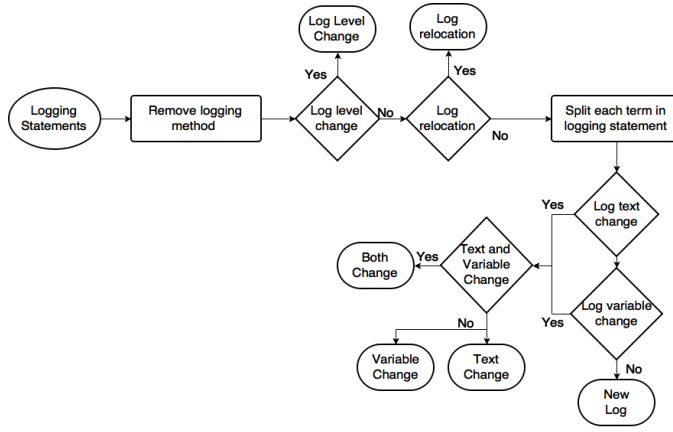 Log Level
Change
Log
relocation
Yes
Yes
Logging
Statements
Remove logging
method
Log level
change
No
Log
relocation
No
Split each term in
logging statement
Yes
Log text
change
Both
Change
Yes
Text and
Variable
Change
Log variable
change
Yes
No
Variable
Change
Text
Change
No
New
Log